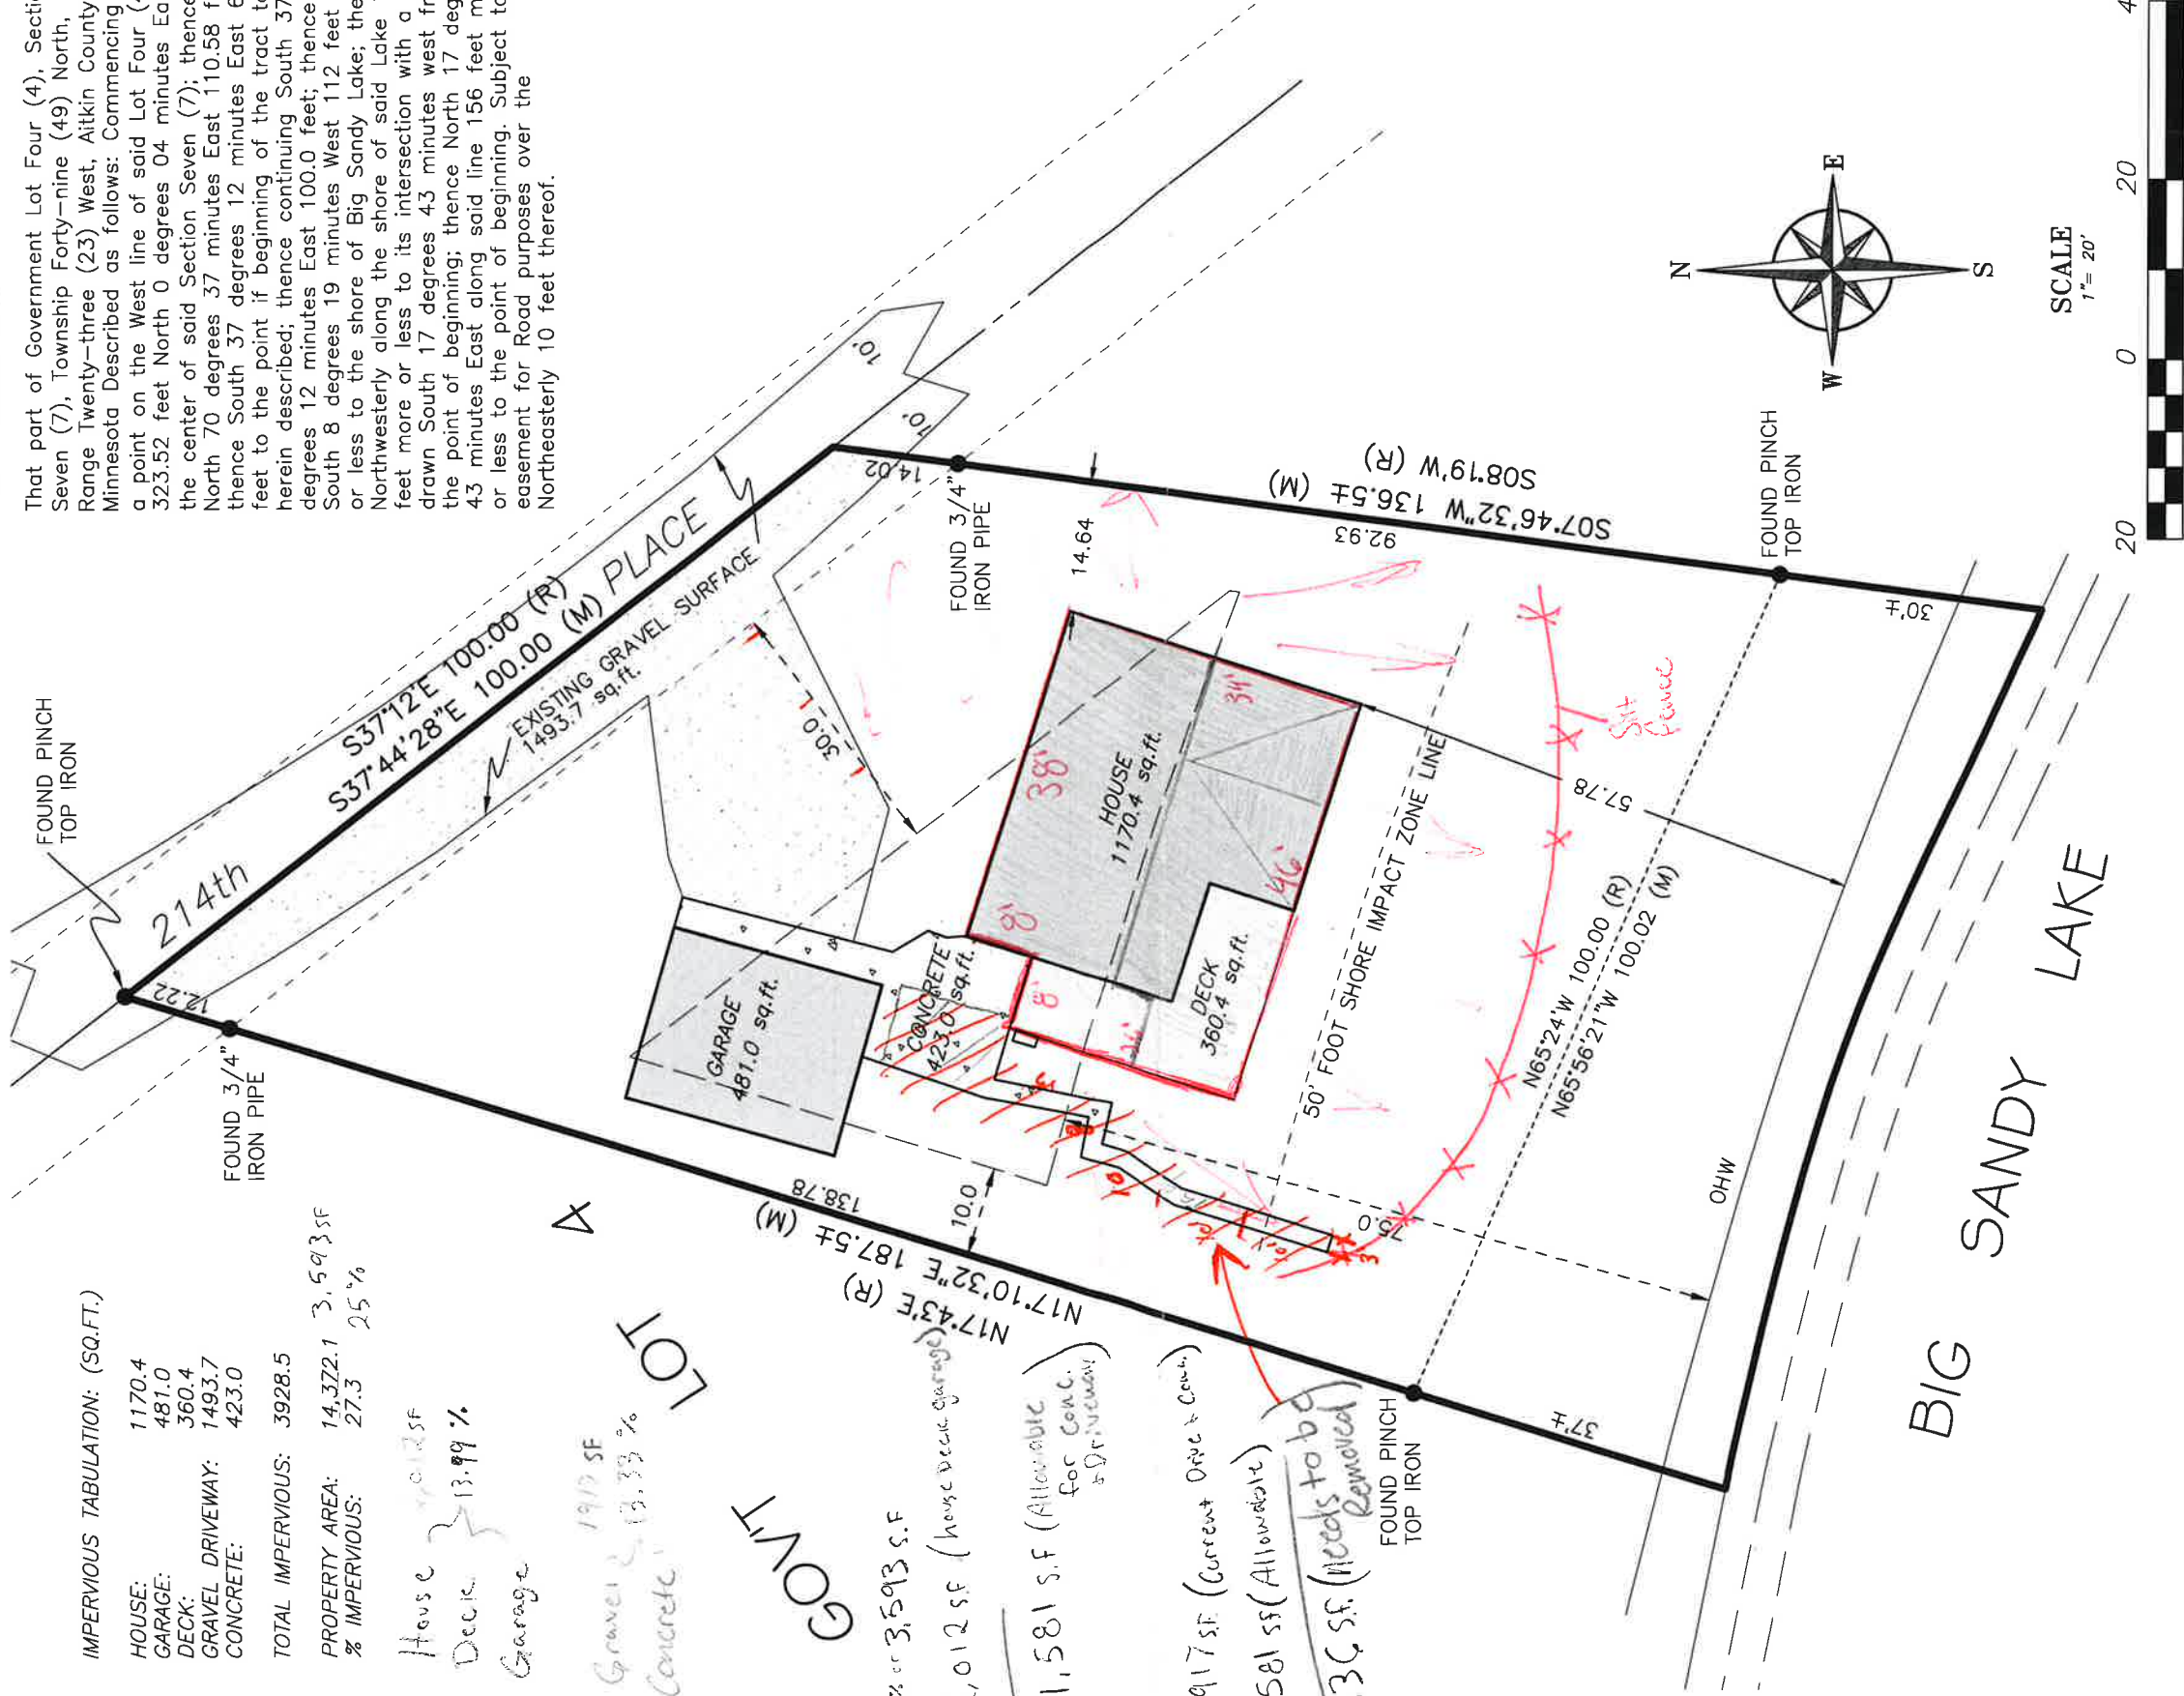 That part of Government Lot Four (4),
Seven (7), Township Forty-nine (49) North,
Range Twenty-three (23) West, Aitkin County
Minnesota Described as follows: Commencing
a point on the West line of said Lot Four
323.52 feet North 0 degrees 04 minutes
the center of said Section Seven (7); thence
North 70 degrees 37 minutes East 110.58
thence South 37 degrees 12 minutes East
feet to the point if beginning of the tract
herein described; thence continuing South 37
degrees 12 minutes East 100.0 feet; thence
South 8 degrees 19 minutes West 112 feet
or less to the shore of Big Sandy Lake;
Northwesterly along the shore of said Lake
feet more or less to its intersection with a
drawn South 17 degrees 43 minutes west
the point of beginning; thence North 17
43 minutes East along said line 156 feet
or less to the point of beginning. Subject
easement for Road purposes over the
Northeasterly 10 feet thereof.
FOUND PINCH
TOP IRON
214th PLACE
S37°12'E 100.00 (R)
S37°44'28"E 100.00 (M)
EXISTING GRAVEL SURFACE
1493.7 sq.ft.
10'
10'
14.02
12.22
FOUND 3/4"
IRON PIPE
FOUND 3/4"
IRON PIPE
30.0
14.64
S07°46'32"W 136.5± (M)
S08°19'W (R)
92.93
GARAGE
481.0 sq.ft.
CONCRETE
423.0 sq.ft.
HOUSE
1170.4 sq.ft.
38'
34'
46'
8'
8'
DECK
360.4 sq.ft.
50' FOOT SHORE IMPACT ZONE LINE
57.78
Silt
Fence
N65°24'W 100.00 (R)
N65°56'21"W 100.02 (M)
75.0
10.0
138.78
N17°10'32"E 187.5± (M)
N17°43'E (R)
FOUND PINCH
TOP IRON
FOUND PINCH
TOP IRON
30'±
37'±
OHW
BIG SANDY LAKE
GOV'T LOT
N
E
S
W
SCALE
1"= 20'
20 0 20
IMPERVIOUS TABULATION: (SQ.FT.)
HOUSE: 1170.4
GARAGE: 481.0
DECK: 360.4
GRAVEL DRIVEWAY: 1493.7
CONCRETE: 423.0
TOTAL IMPERVIOUS: 3928.5
PROPERTY AREA: 14,322.1 3,593 SF
% IMPERVIOUS: 27.3 25%
House
Deck 13.99%
Garage
Gravel
Concrete 13.33%
% or 3,593 S.F
,012 S.F (house Deck garage)
1,581 S.F (Allowable
for conc.
& Driveway)
917 S.F. (Current Drive & Conc.)
581 SF (Allowable)
36 S.F. (Needs to be
Removed)